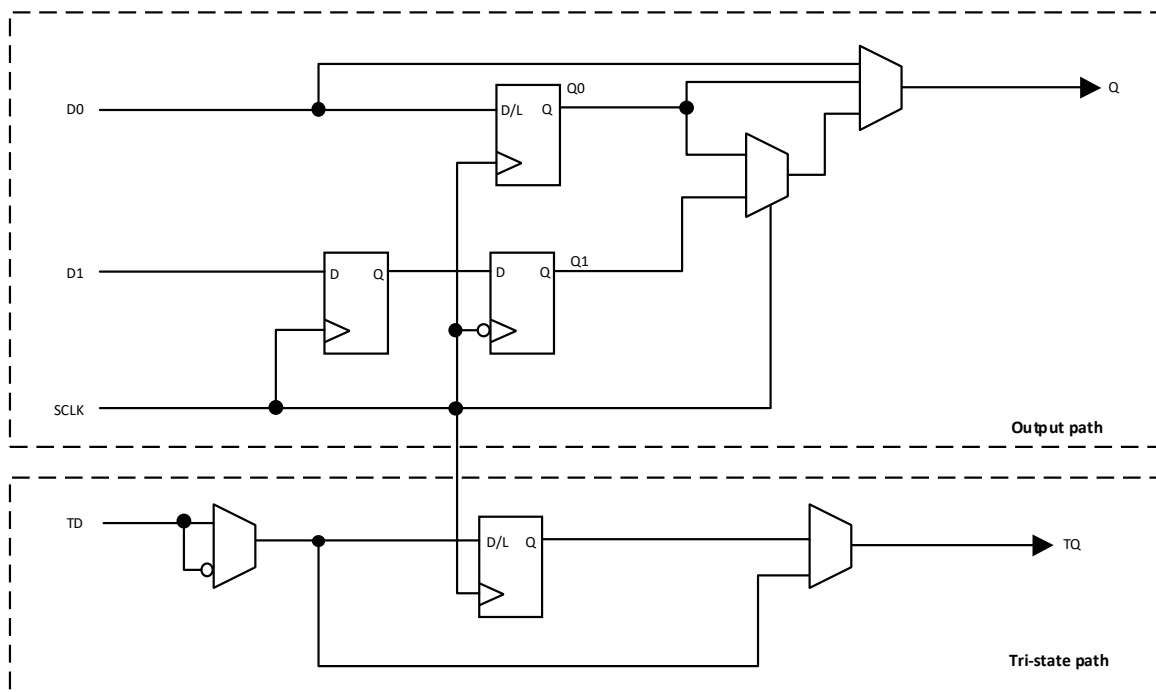 Q0
D0
D/L
Q
Q
D1
D
Q
D
Q
Q1
SCLK
Output path
TD
D/L
Q
TQ
Tri-state path